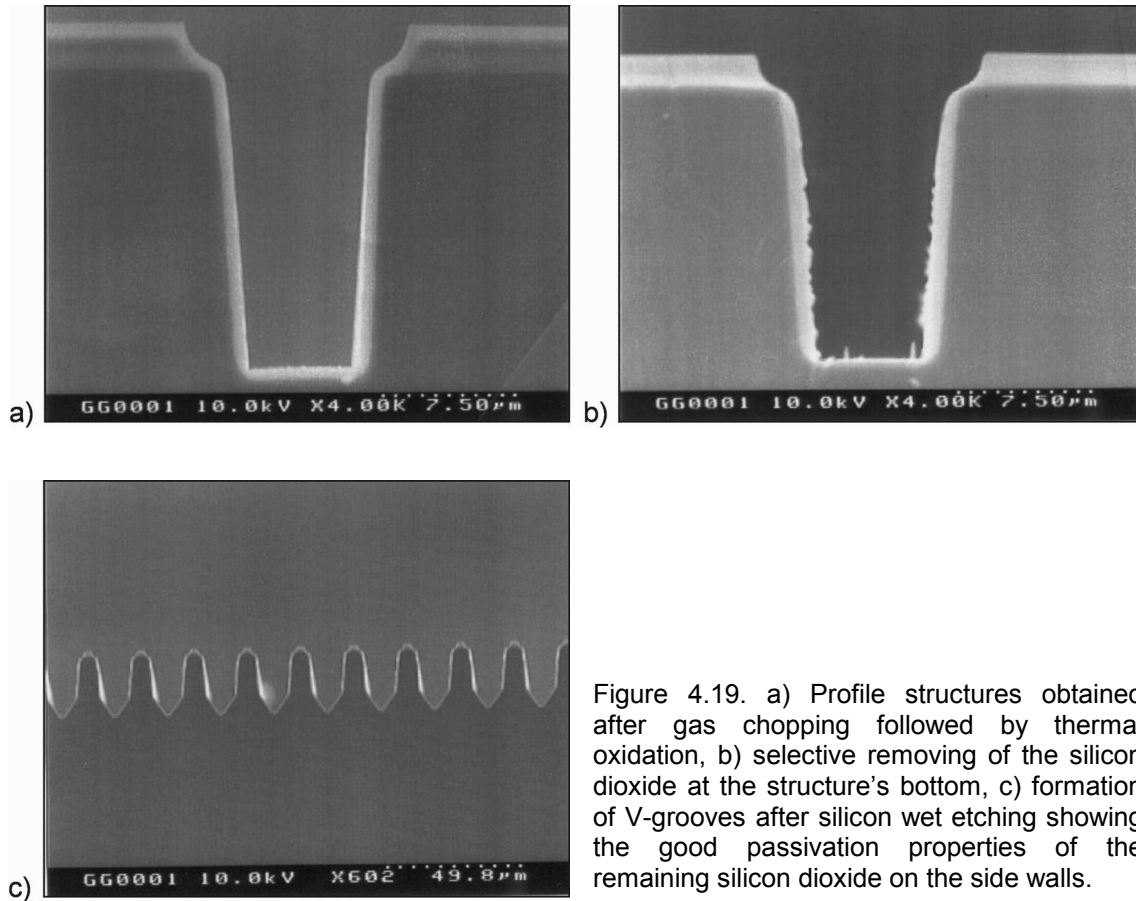 a)
GG0001 10.0kV X4.00K 7.50µm
b)
GG0001 10.0kV X4.00K 7.50µm
c)
GG0001 10.0kV X602 49.8µm
Figure 4.19. a) Profile structures obtained
after gas chopping followed by therma
oxidation, b) selective removing of the silicon
dioxide at the structure's bottom, c) formation
of V-grooves after silicon wet etching showing
the good passivation properties of the
remaining silicon dioxide on the side walls.